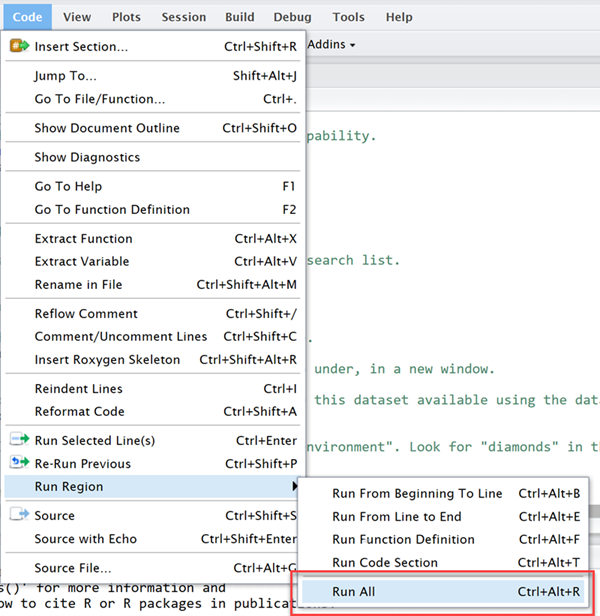 Code View Plots Session Build Debug Tools Help
Insert Section... Ctrl+Shift+R
Addins
Jump To... Shift+Alt+J
Go To File/Function... Ctrl+.
Show Document Outline Ctrl+Shift+O
pability.
Show Diagnostics
Go To Help F1
Go To Function Definition F2
Extract Function Ctrl+Alt+X
Extract Variable Ctrl+Alt+V
search list.
Rename in File Ctrl+Shift+Alt+M
Reflow Comment Ctrl+Shift+/
Comment/Uncomment Lines Ctrl+Shift+C
.
Insert Roxygen Skeleton Ctrl+Shift+Alt+R
under, in a new window.
Reindent Lines Ctrl+I
this dataset available using the dat
Reformat Code Ctrl+Shift+A
Run Selected Line(s) Ctrl+Enter
nvironment". Look for "diamonds" in th
Re-Run Previous Ctrl+Shift+P
Run Region
Run From Beginning To Line Ctrl+Alt+B
Source Ctrl+Shift+S
Run From Line to End Ctrl+Alt+E
Source with Echo Ctrl+Shift+Enter
Run Function Definition Ctrl+Alt+F
Run Code Section Ctrl+Alt+T
Source File... Ctrl+Alt+G
Run All Ctrl+Alt+R
s()' for more information and
ow to cite R or R packages in publications.